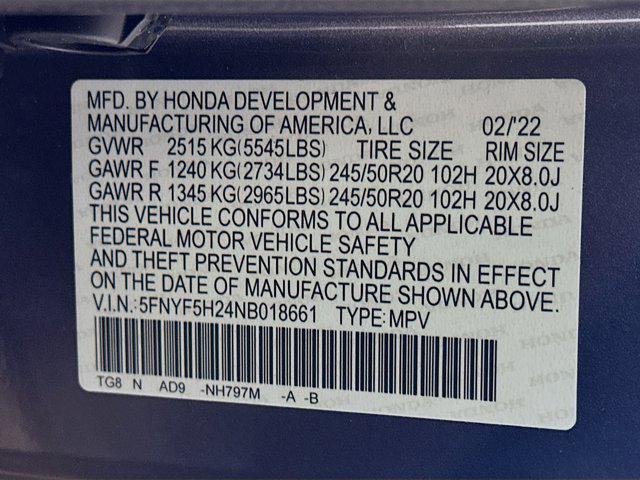 MFD. BY HONDA DEVELOPMENT &
MANUFACTURING OF AMERICA, LLC 02/'22
GVWR 2515 KG(5545LBS) TIRE SIZE RIM SIZE
GAWR F 1240 KG(2734LBS) 245/50R20 102H 20X8.0J
GAWR R 1345 KG(2965LBS) 245/50R20 102H 20X8.0J
THIS VEHICLE CONFORMS TO ALL APPLICABLE
FEDERAL MOTOR VEHICLE SAFETY
AND THEFT PREVENTION STANDARDS IN EFFECT
ON THE DATE OF MANUFACTURE SHOWN ABOVE.
V.I.N.:5FNYF5H24NB018661 TYPE:MPV
TG8 N AD9 -NH797M -A -B